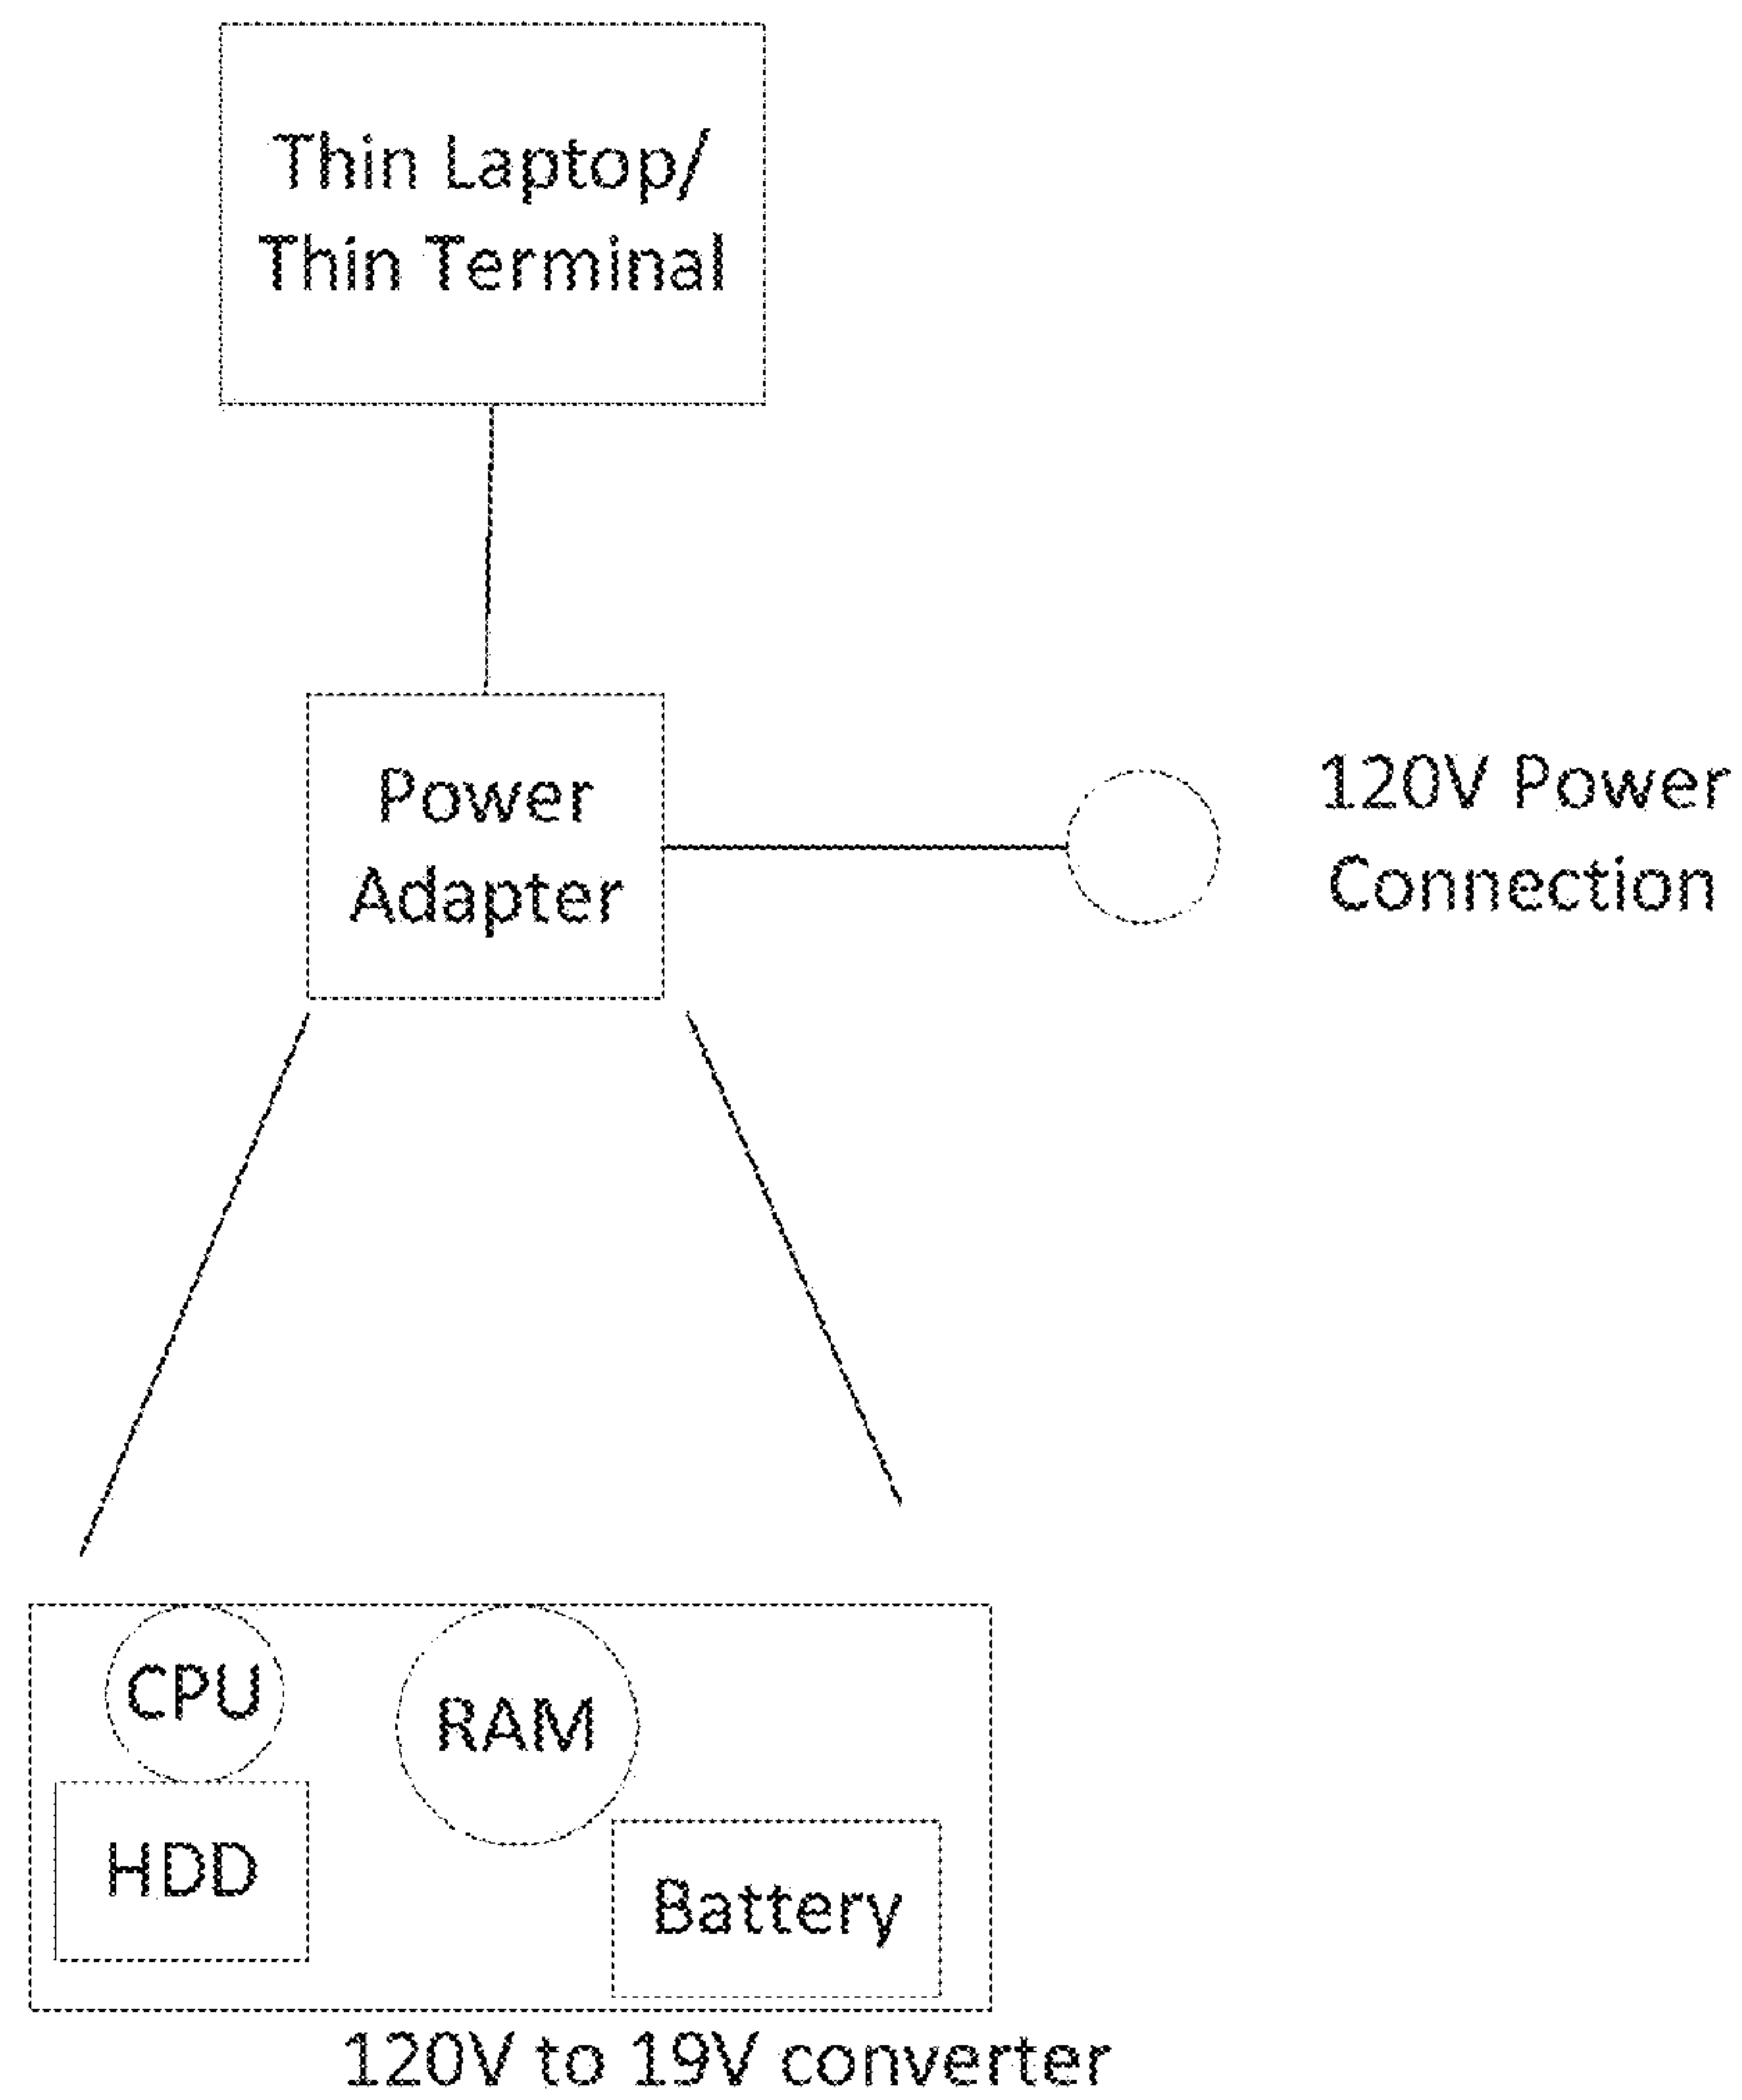 Thin Laptop/
Thin Terminal
Power
Adapter
120V Power
Connection
CPU
RAM
HDD
Battery
120V to 19V converter